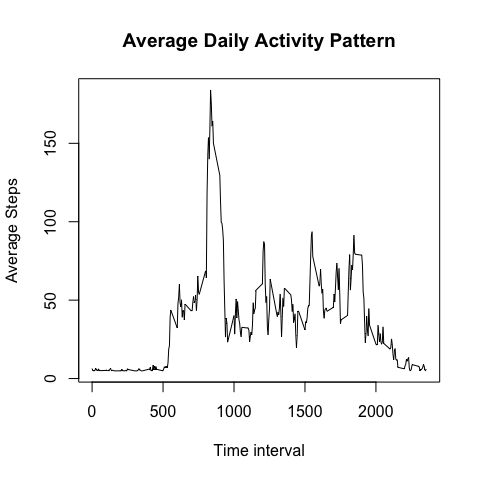 Average Daily Activity Pattern
Average Steps
150
100
50
0
0 500 1000 1500 2000
Time interval